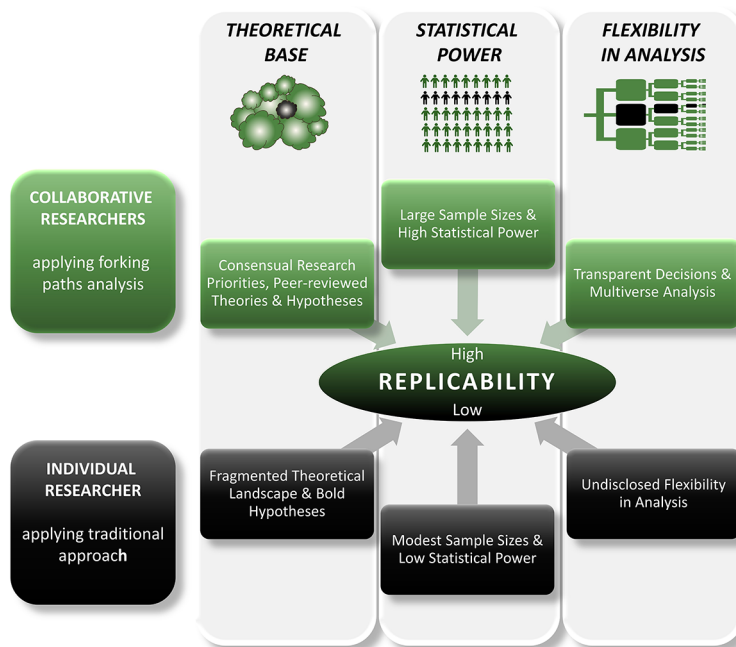 THEORETICAL
BASE
STATISTICAL
POWER
FLEXIBILITY
IN ANALYSIS
COLLABORATIVE
RESEARCHERS
applying forking
paths analysis
Consensual Research
Priorities, Peer-reviewed
Theories & Hypotheses
Large Sample Sizes &
High Statistical Power
Transparent Decisions &
Multiverse Analysis
High
REPLICABILITY
Low
INDIVIDUAL
RESEARCHER
applying traditional
approach
Fragmented Theoretical
Landscape & Bold
Hypotheses
Modest Sample Sizes &
Low Statistical Power
Undisclosed Flexibility
in Analysis